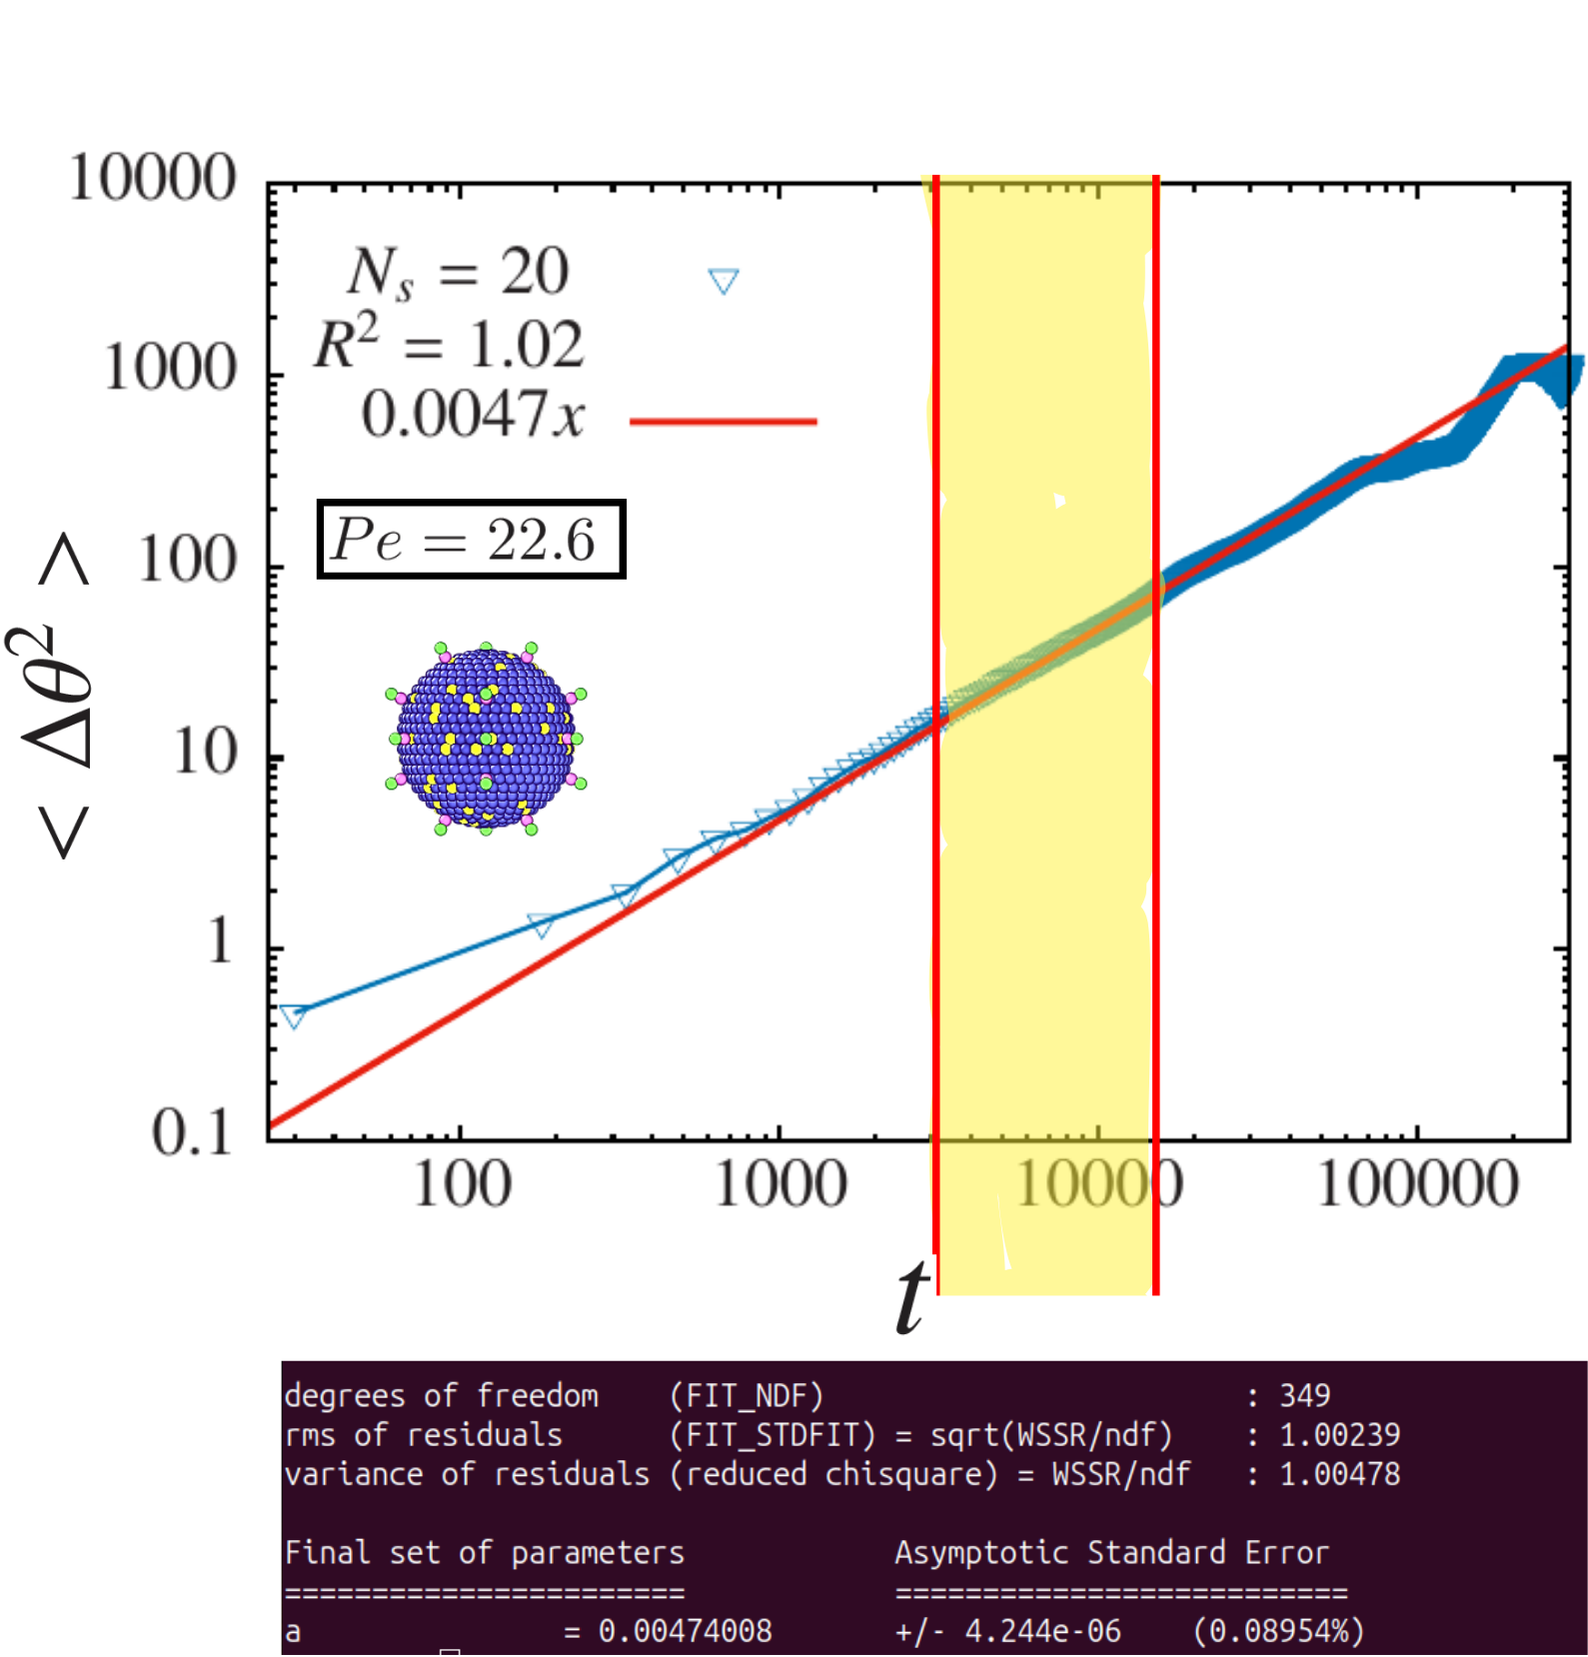 10000
1000
100
10
1
0.1
< Δθ² >
N_s = 20
R² = 1.02
0.0047x
Pe = 22.6
100 1000 10000 100000
t
degrees of freedom (FIT_NDF) : 349
rms of residuals (FIT_STDFIT) = sqrt(WSSR/ndf) : 1.00239
variance of residuals (reduced chisquare) = WSSR/ndf : 1.00478
Final set of parameters Asymptotic Standard Error
======================= ==========================
a = 0.00474008 +/- 4.244e-06 (0.08954%)